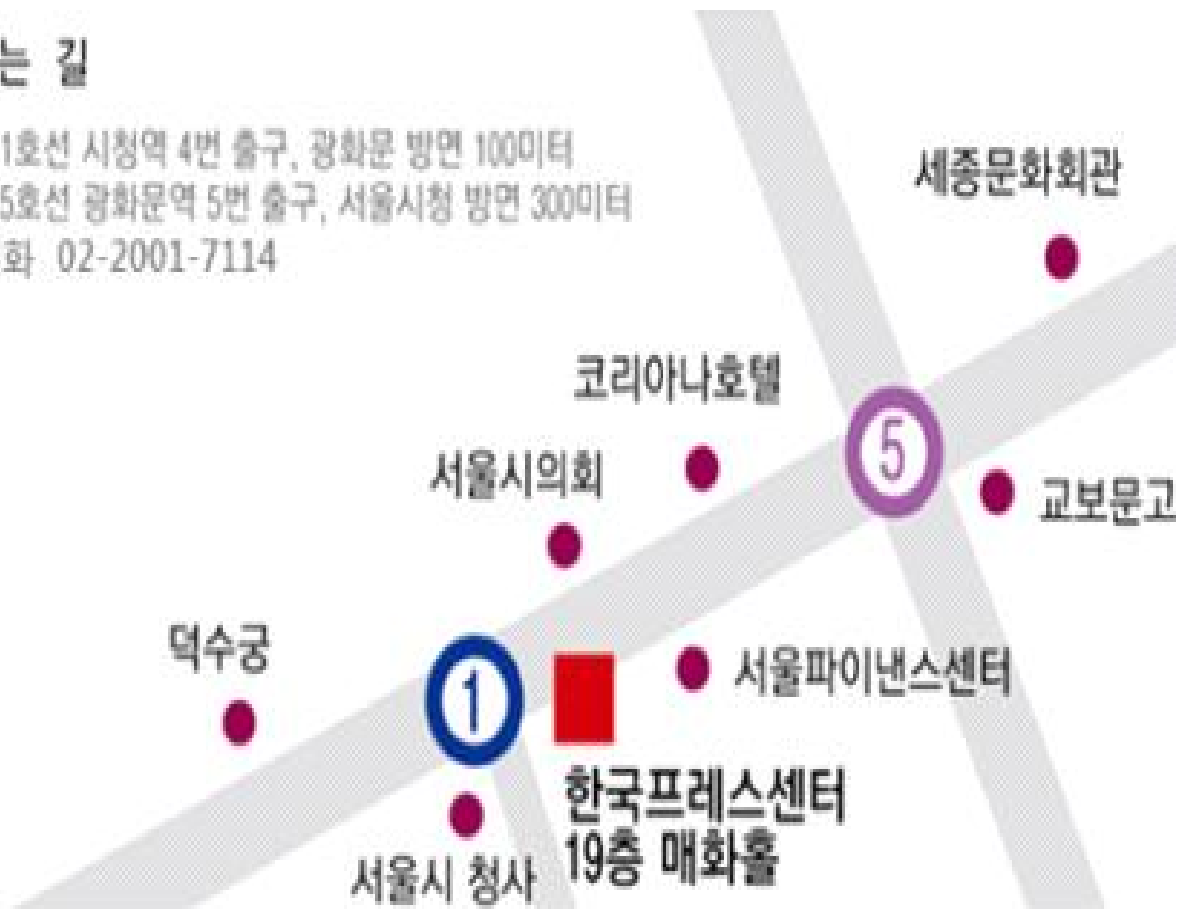 는 길
1호선 시청역 4번 출구, 광화문 방면 100미터
5호선 광화문역 5번 출구, 서울시청 방면 300미터
화 02-2001-7114
세종문화회관
코리아나호텔
5
서울시의회
교보문고
덕수궁
1
서울파이낸스센터
한국프레스센터
19층 매화홀
서울시 청사